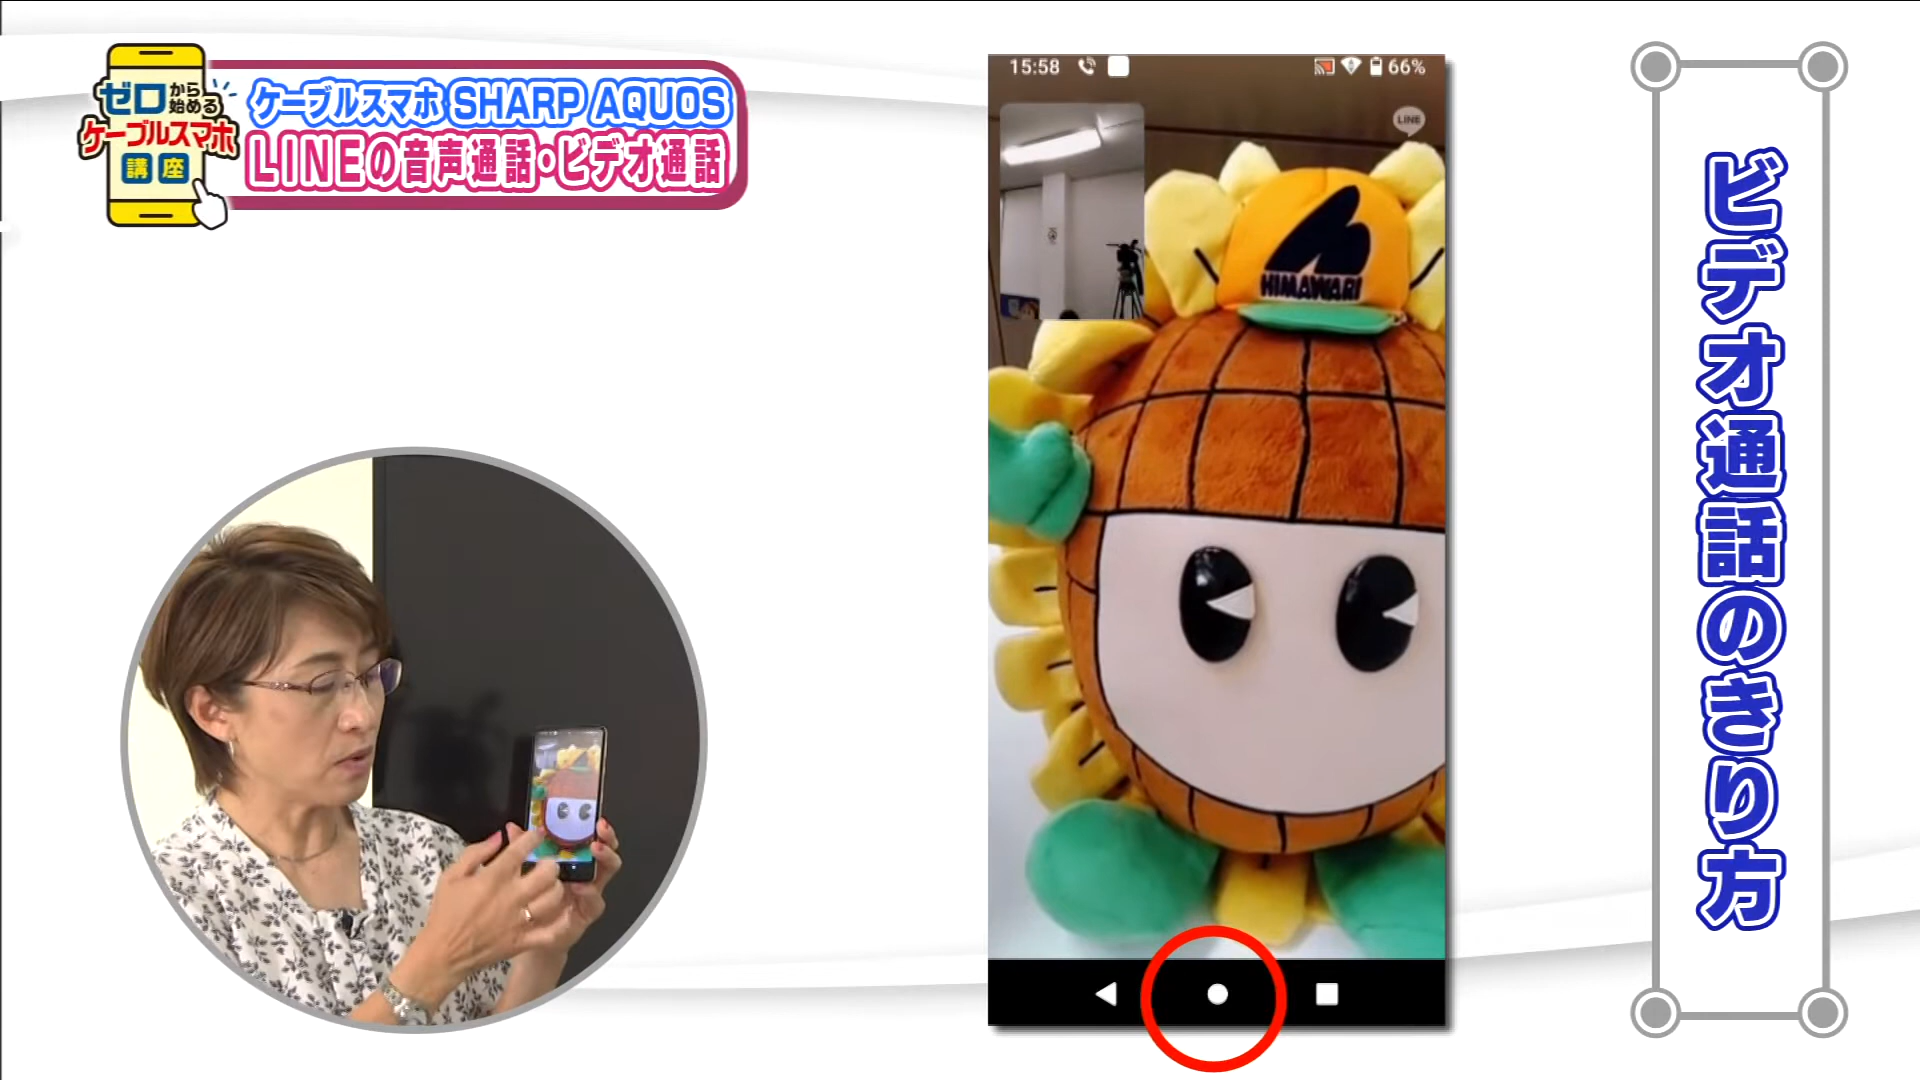 ゼロから
始める
ケーブルスマホ
講座
ケーブルスマホ SHARP AQUOS
LINEの音声通話・ビデオ通話
15:58
66%
LINE
HIMAWARI
ビデオ通話のきり方